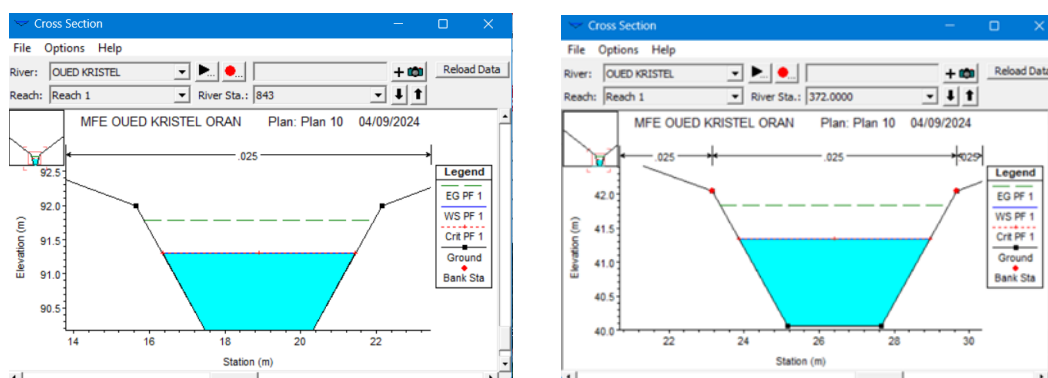 Cross Section
File Options Help
River: OUED KRISTEL Reload Data
Reach: Reach 1 River Sta.: 843
MFE OUED KRISTEL ORAN Plan: Plan 10 04/09/2024
.025
Legend
EG PF 1
WS PF 1
Crit PF 1
Ground
Bank Sta
92.5
92.0
91.5
91.0
90.5
Elevation (m)
14 16 18 20 22
Station (m)
Cross Section
File Options Help
River: OUED KRISTEL Reload Data
Reach: Reach 1 River Sta.: 372.0000
MFE OUED KRISTEL ORAN Plan: Plan 10 04/09/2024
.025 .025 .025
Legend
EG PF 1
WS PF 1
Crit PF 1
Ground
Bank Sta
42.0
41.5
41.0
40.5
40.0
Elevation (m)
22 24 26 28 30
Station (m)